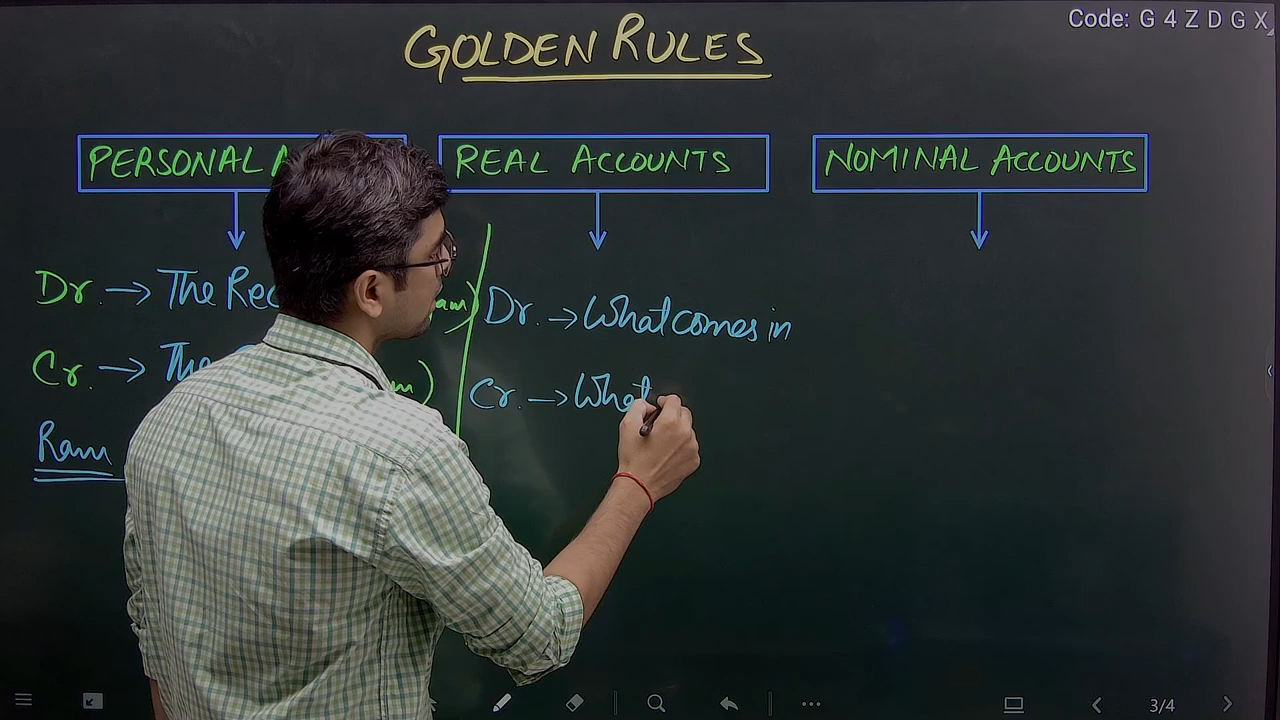 Code: G 4 Z D G X
GOLDEN RULES
PERSONAL
REAL ACCOUNTS
NOMINAL ACCOUNTS
Dr. → The
Cr. → The
Ram
Dr. → What comes in
Cr. → What
3/4